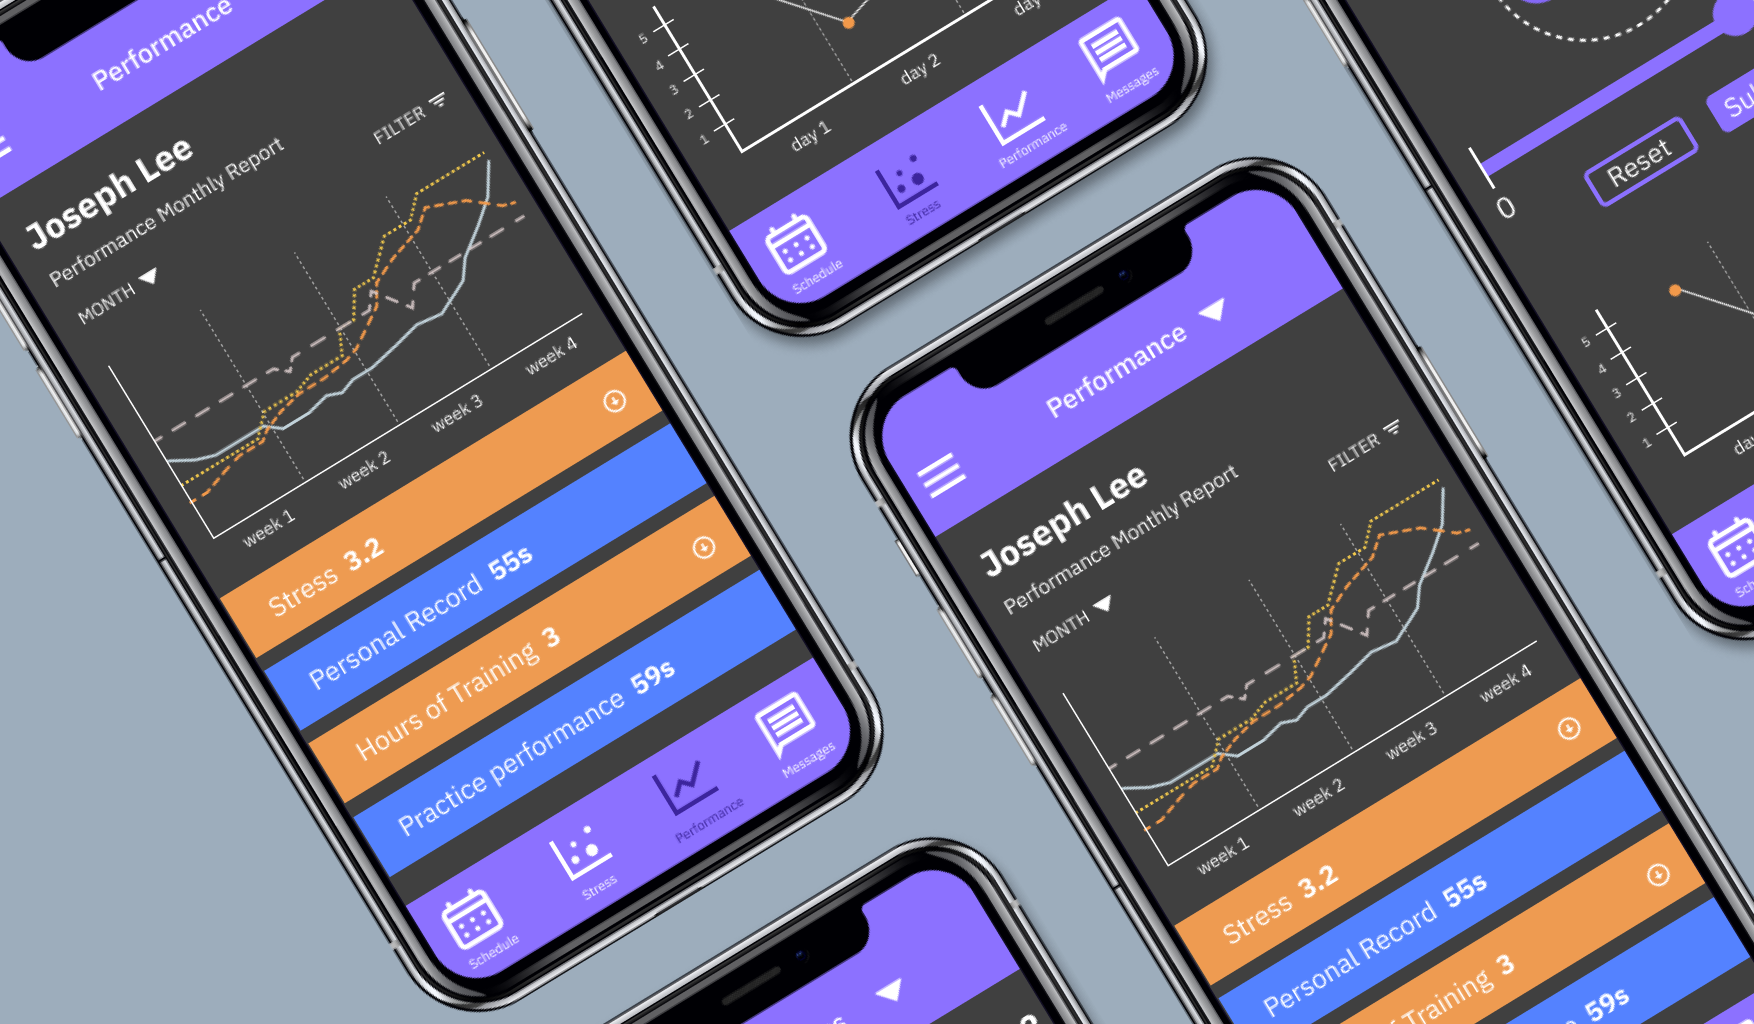 Performance
FILTER
Joseph Lee
Performance Monthly Report
MONTH
week 1
week 2
week 3
week 4
Stress 3.2
Personal Record 55s
Hours of Training 3
Practice performance 59s
Schedule
Stress
Performance
Messages
5
4
3
2
1
day 1
day 2
Schedule
Stress
Performance
Messages
Performance
FILTER
Joseph Lee
Performance Monthly Report
MONTH
week 1
week 2
week 3
week 4
Stress 3.2
Personal Record 55s
Training 3
59s
0
Reset
5
4
3
2
1